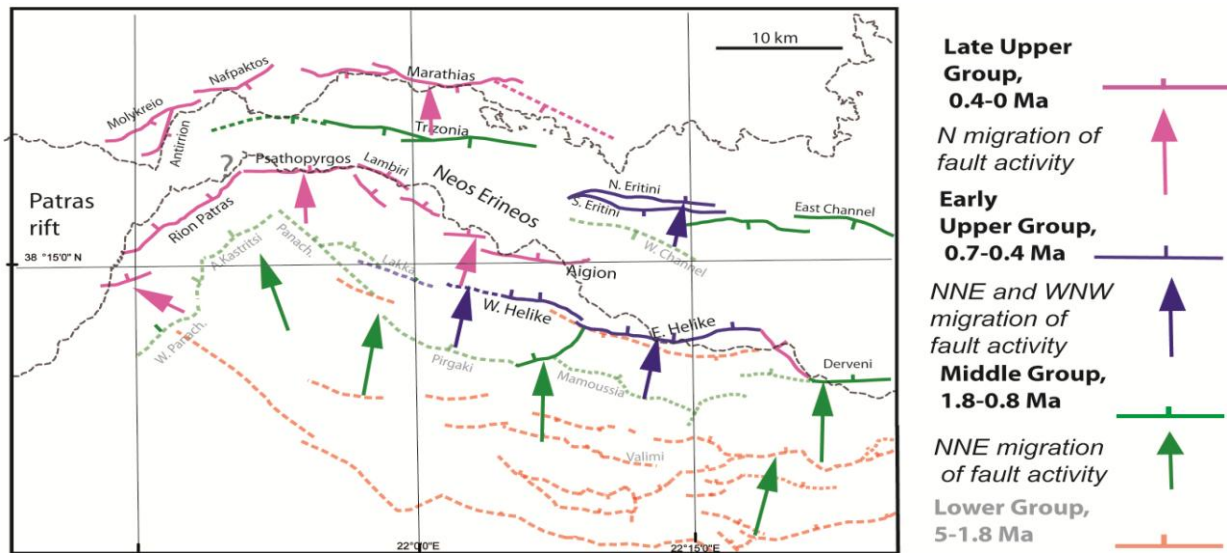 10 km
Marathias
Nafpaktos
Molykreio
Antirrion
Trizonia
?
Psathopyrgos
Lambiri
Neos Erineos
N. Eritini
S. Eritini
East Channel
W. Channel
Patras
rift
Rion Patras
A.Kastritsi
Panach.
Lakka
Aigion
38 °15'0" N
W. Panach.
W. Helike
E. Helike
Pirgaki
Mamoussia
Derveni
Valimi
22°0'0"E
22°15'0"E
Late Upper
Group,
0.4-0 Ma
N migration of
fault activity
Early
Upper Group,
0.7-0.4 Ma
NNE and WNW
migration of
fault activity
Middle Group,
1.8-0.8 Ma
NNE migration
of fault activity
Lower Group,
5-1.8 Ma